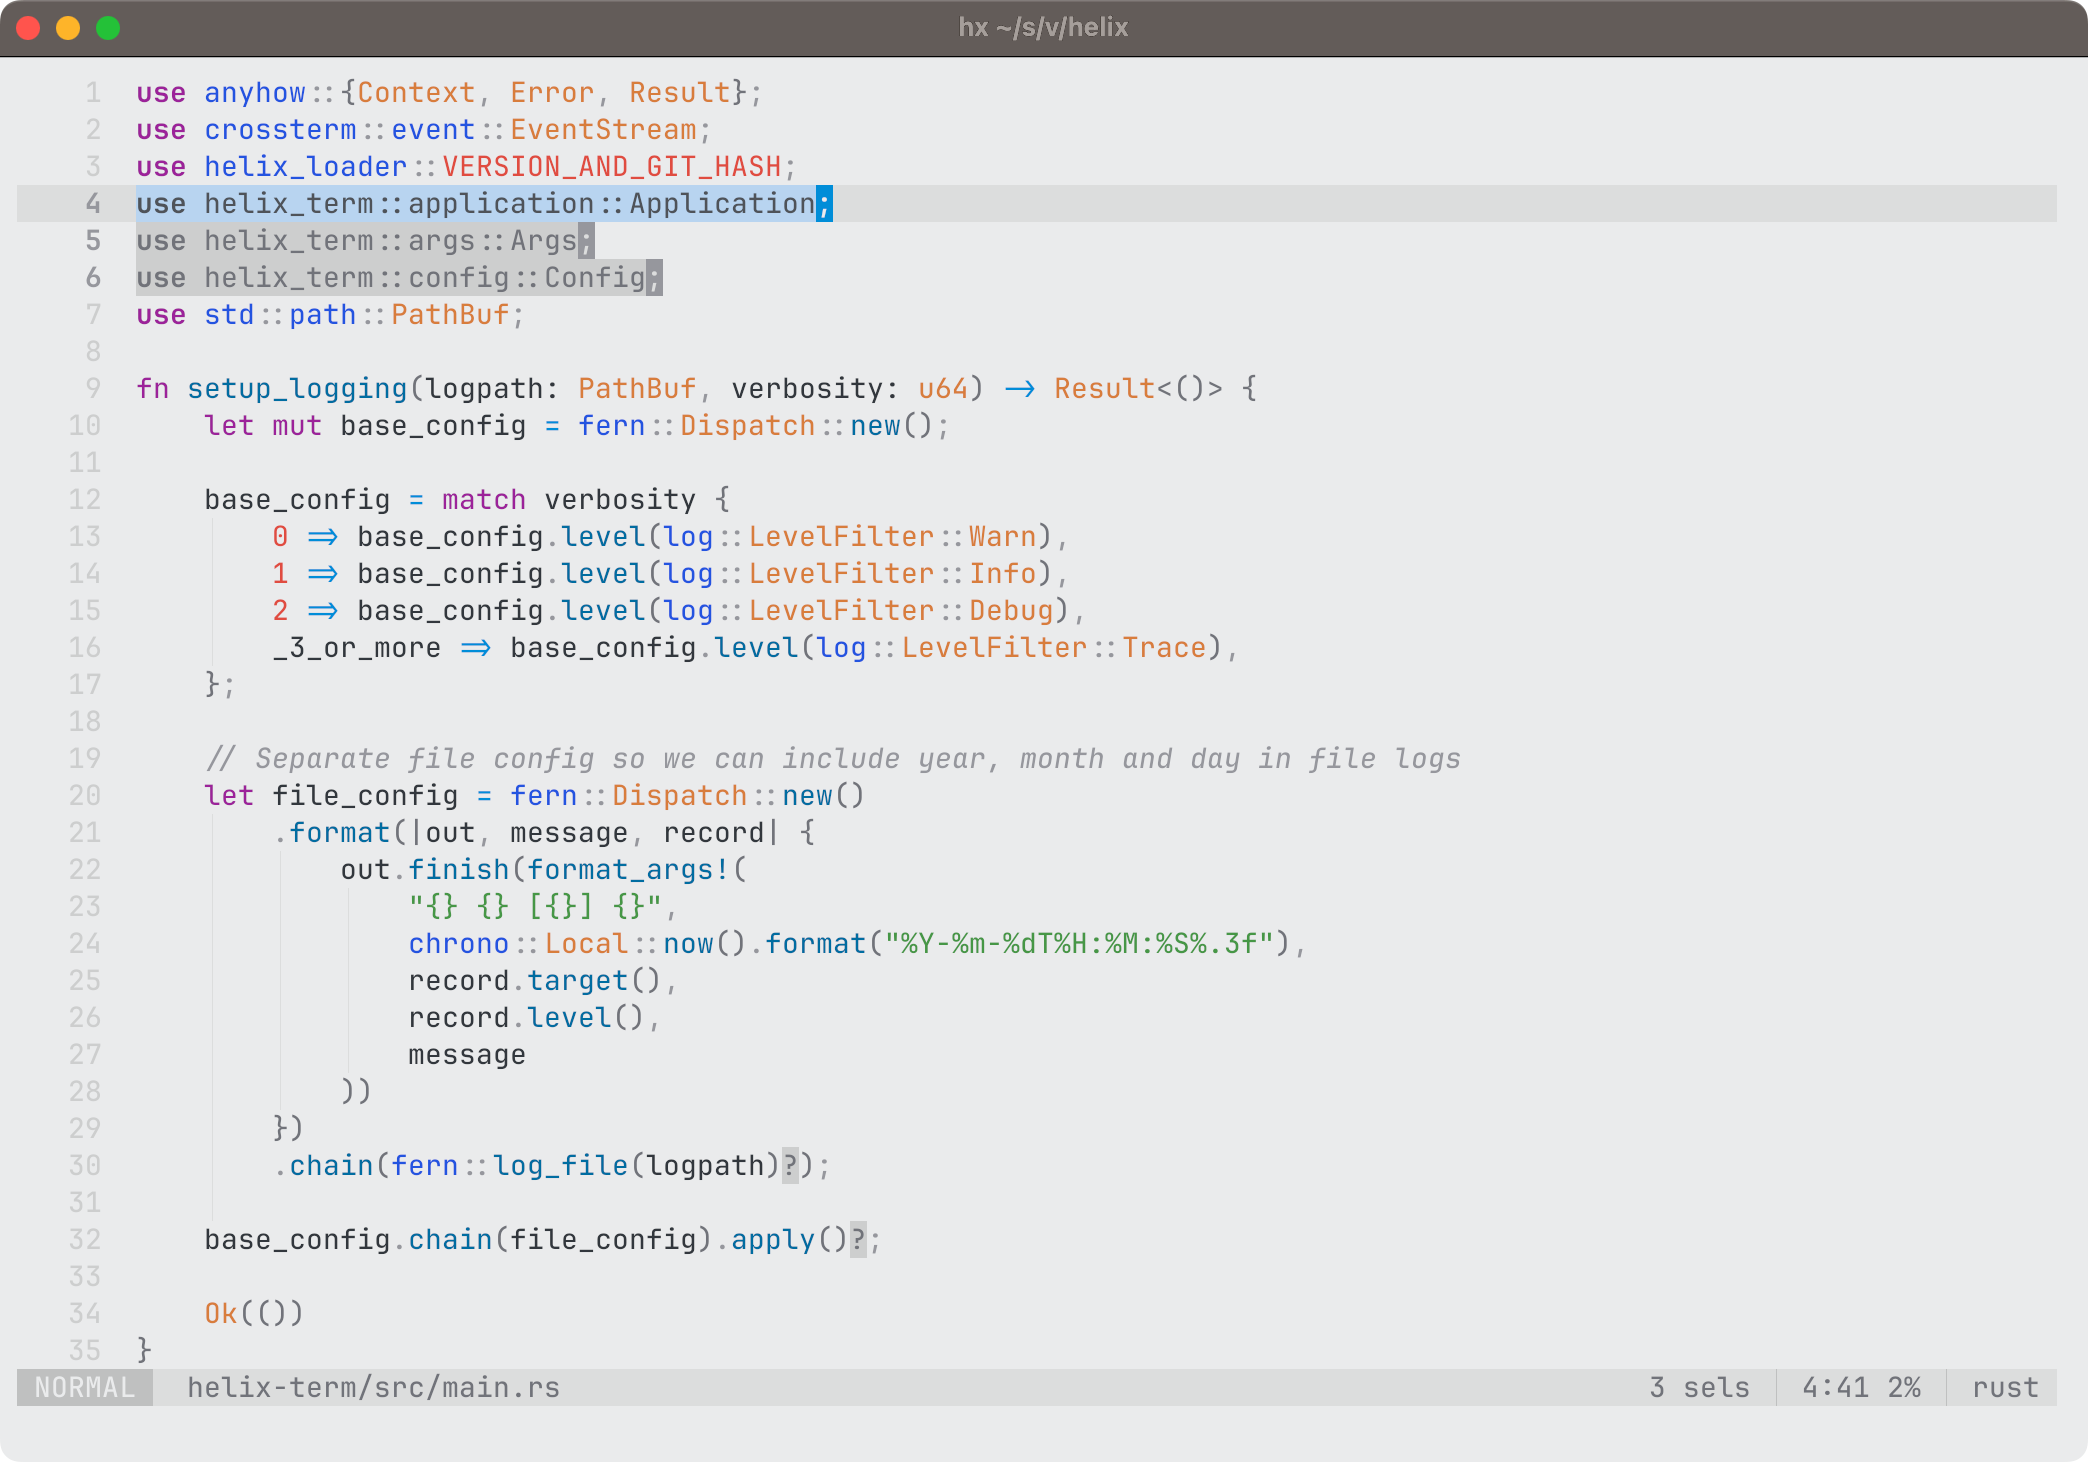 hx ~/s/v/helix
1 use anyhow::{Context, Error, Result};
2 use crossterm::event::EventStream;
3 use helix_loader::VERSION_AND_GIT_HASH;
4 use helix_term::application::Application;
5 use helix_term::args::Args;
6 use helix_term::config::Config;
7 use std::path::PathBuf;
8
9 fn setup_logging(logpath: PathBuf, verbosity: u64) -> Result<()> {
10     let mut base_config = fern::Dispatch::new();
11
12     base_config = match verbosity {
13         0 => base_config.level(log::LevelFilter::Warn),
14         1 => base_config.level(log::LevelFilter::Info),
15         2 => base_config.level(log::LevelFilter::Debug),
16         _3_or_more => base_config.level(log::LevelFilter::Trace),
17     };
18
19     // Separate file config so we can include year, month and day in file logs
20     let file_config = fern::Dispatch::new()
21         .format(|out, message, record| {
22             out.finish(format_args!(
23                 "{} {} [{}] {}",
24                 chrono::Local::now().format("%Y-%m-%dT%H:%M:%S%.3f"),
25                 record.target(),
26                 record.level(),
27                 message
28             ))
29         })
30         .chain(fern::log_file(logpath)?);
31
32     base_config.chain(file_config).apply()?;
33
34     Ok(())
35 }
NORMAL helix-term/src/main.rs 3 sels 4:41 2% rust